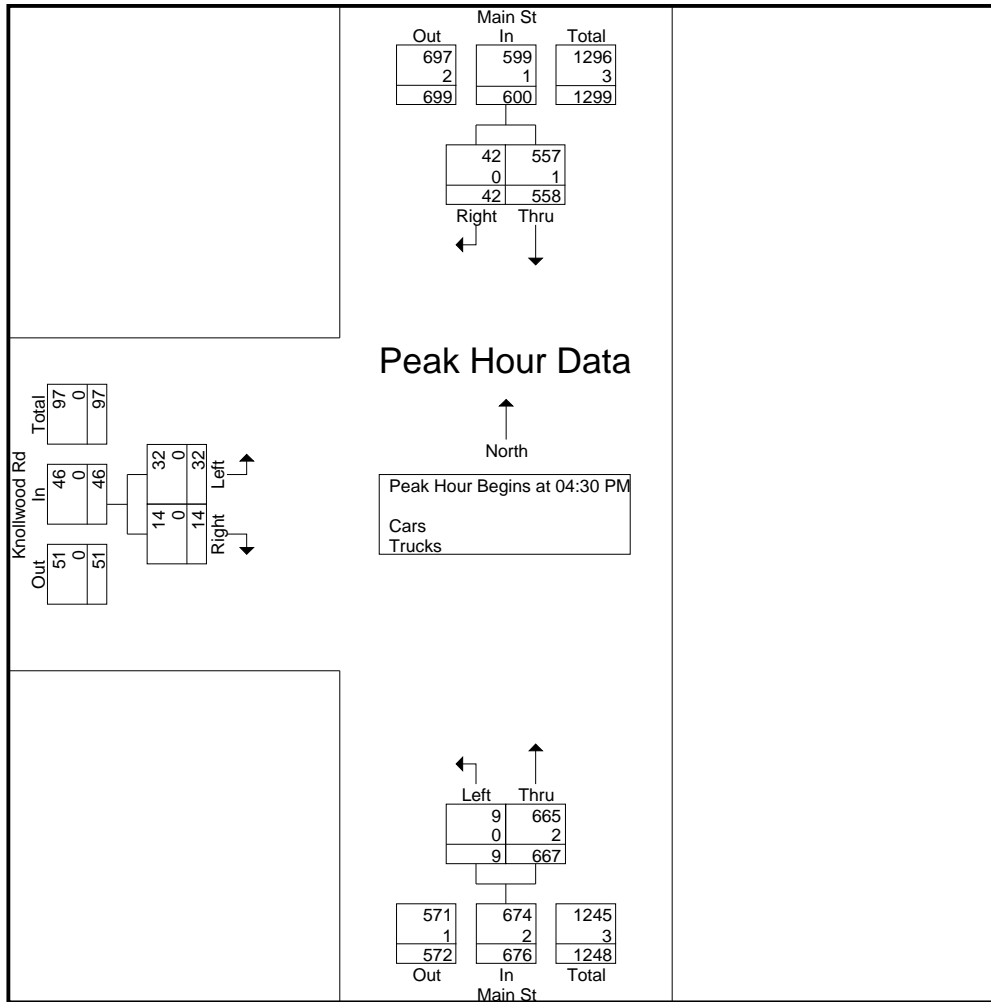 Main St
Out In Total
697 599 1296
2 1 3
699 600 1299
42 557
0 1
42 558
Right Thru
Peak Hour Data
North
Peak Hour Begins at 04:30 PM
Cars
Trucks
Knollwood Rd
Out In Total
51 46 97
0 0 0
51 46 97
14 32
0 0
14 32
Right Left
Left Thru
9 665
0 2
9 667
571 674 1245
1 2 3
572 676 1248
Out In Total
Main St